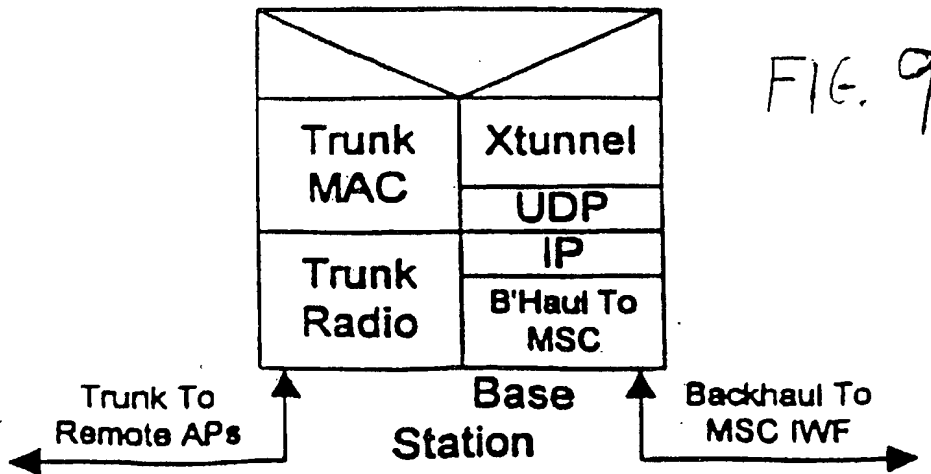 FIG. 9
Trunk
MAC
Xtunnel
UDP
IP
Trunk
Radio
B'Haul To
MSC
Trunk To
Remote APs
Base
Station
Backhaul To
MSC IWF